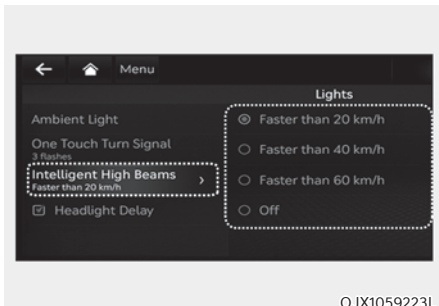 Menu
Lights
Ambient Light
One Touch Turn Signal
3 flashes
Intelligent High Beams
Faster than 20 km/h
Headlight Delay
Faster than 20 km/h
Faster than 40 km/h
Faster than 60 km/h
Off
OJX1059223L